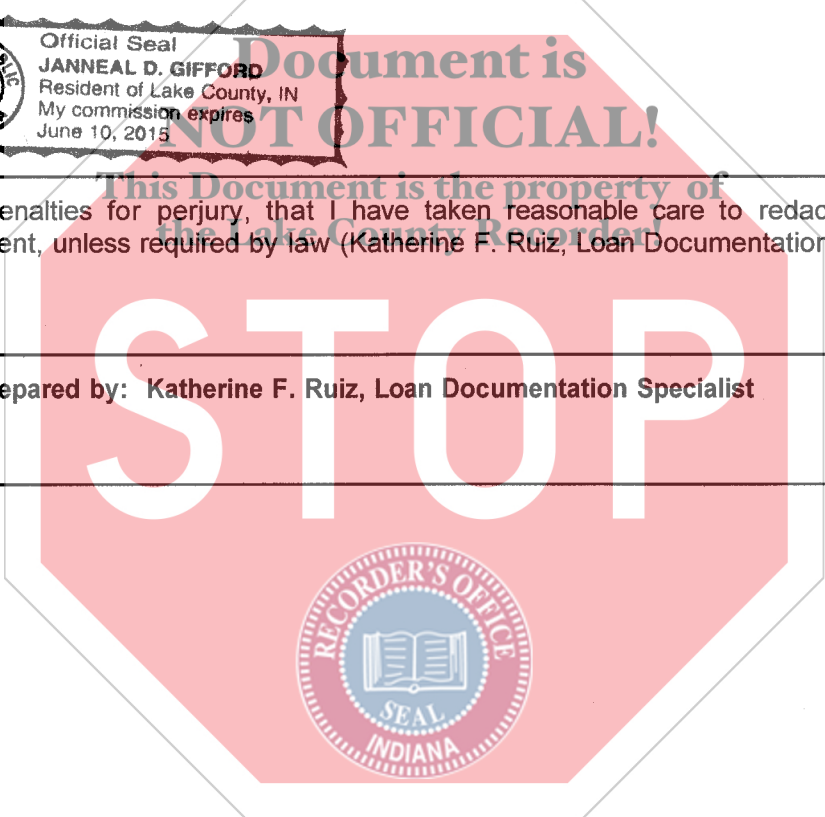 Official Seal
JANNEAL D. GIFFORD
Resident of Lake County, IN
My commission expires
June 10, 2015
Document is
NOT OFFICIAL!
This Document is the property of
the Lake County Recorder!
enalties for perjury, that I have taken reasonable care to redac
ent, unless required by law (Katherine F. Ruiz, Loan Documentation
epared by: Katherine F. Ruiz, Loan Documentation Specialist
STOP
RECORDER'S OFFICE
SEAL
INDIANA